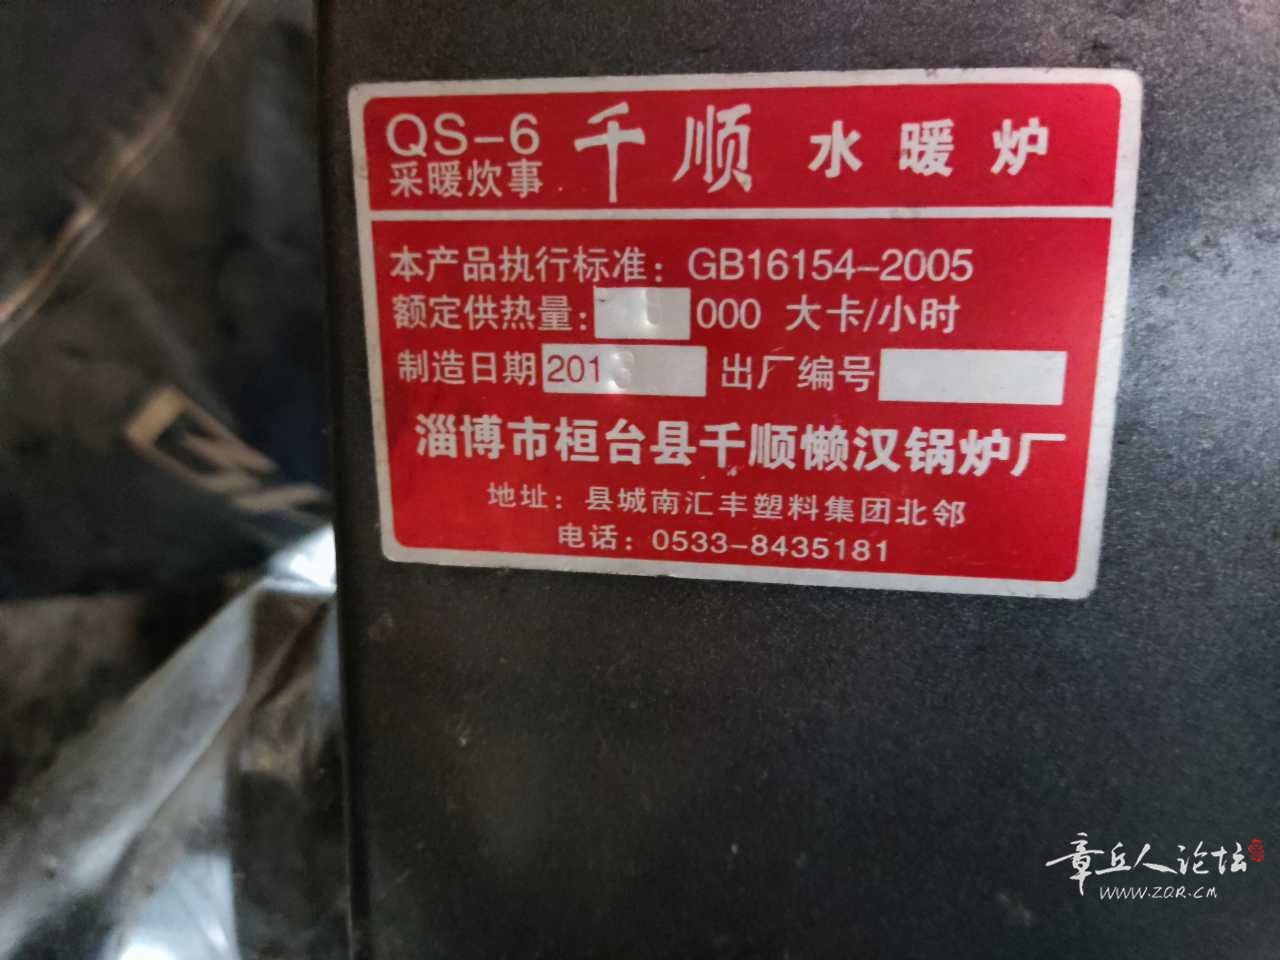 QS-6 千顺 水暖炉
采暖炊事
本产品执行标准：GB16154-2005
额定供热量：000 大卡/小时
制造日期 2013 出厂编号
淄博市桓台县千顺懒汉锅炉厂
地址：县城南汇丰塑料集团北邻
电话：0533-8435181
章丘人论坛
WWW.ZQR.CM